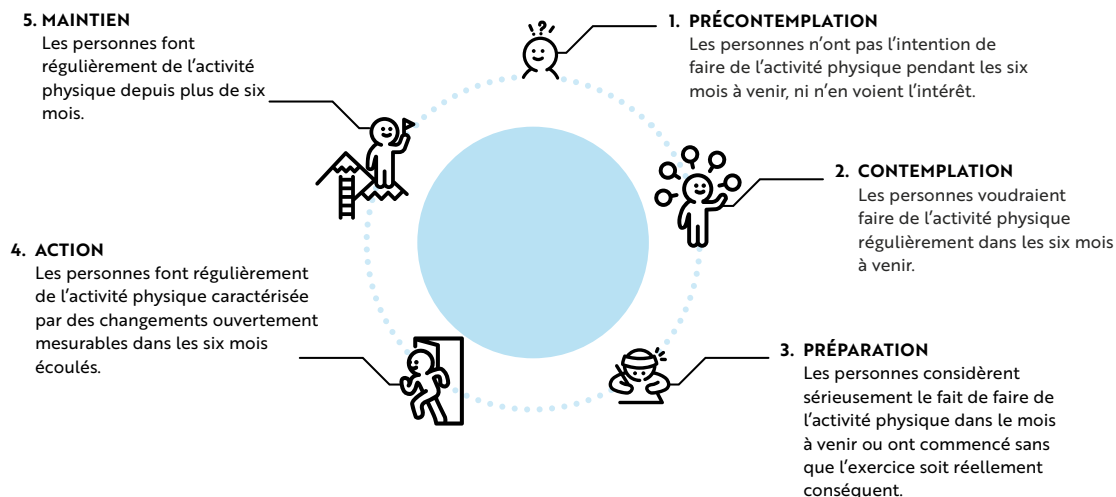 1. PRÉCONTEMPLATION
Les personnes n’ont pas l’intention de
faire de l’activité physique pendant les six
mois à venir, ni n’en voient l’intérêt.
2. CONTEMPLATION
Les personnes voudraient
faire de l’activité physique
régulièrement dans les six mois
à venir.
3. PRÉPARATION
Les personnes considèrent
sérieusement le fait de faire de
l’activité physique dans le mois
à venir ou ont commencé sans
que l’exercice soit réellement
conséquent.
4. ACTION
Les personnes font régulièrement
de l’activité physique caractérisée
par des changements ouvertement
mesurables dans les six mois
écoulés.
5. MAINTIEN
Les personnes font
régulièrement de l’activité
physique depuis plus de six
mois.